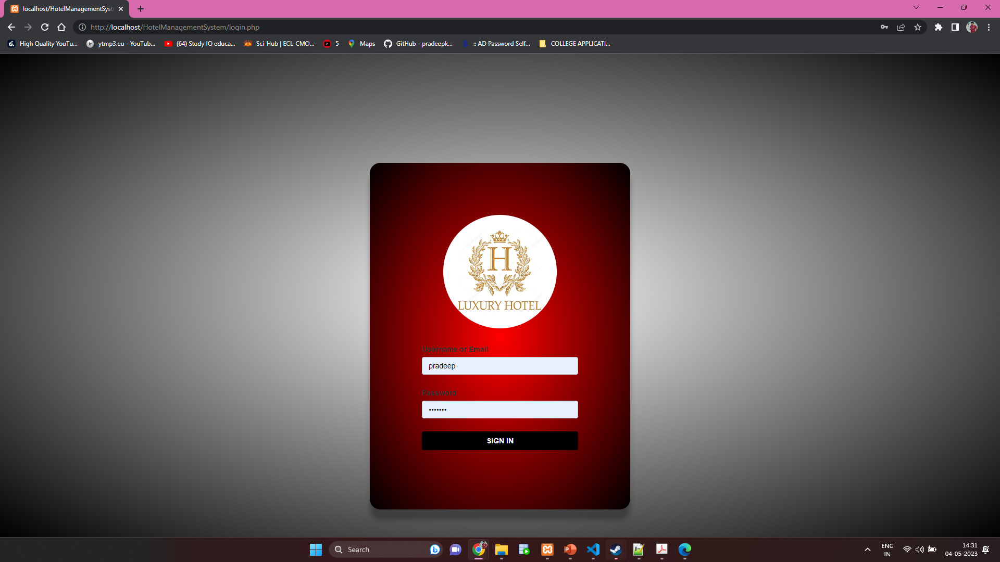 localhost/HotelManagementSyst
http://localhost/HotelManagementSystem/login.php
High Quality YouTu... ytmp3.eu - YouTub... (64) Study IQ educa... Sci-Hub | ECL-CMO... 5 Maps GitHub - pradeepk... :: AD Password Self... COLLEGE APPLICATI...
H
LUXURY HOTEL
Username or Email
pradeep
Password
•••••••
SIGN IN
Search
ENG
IN
14:31
04-05-2023